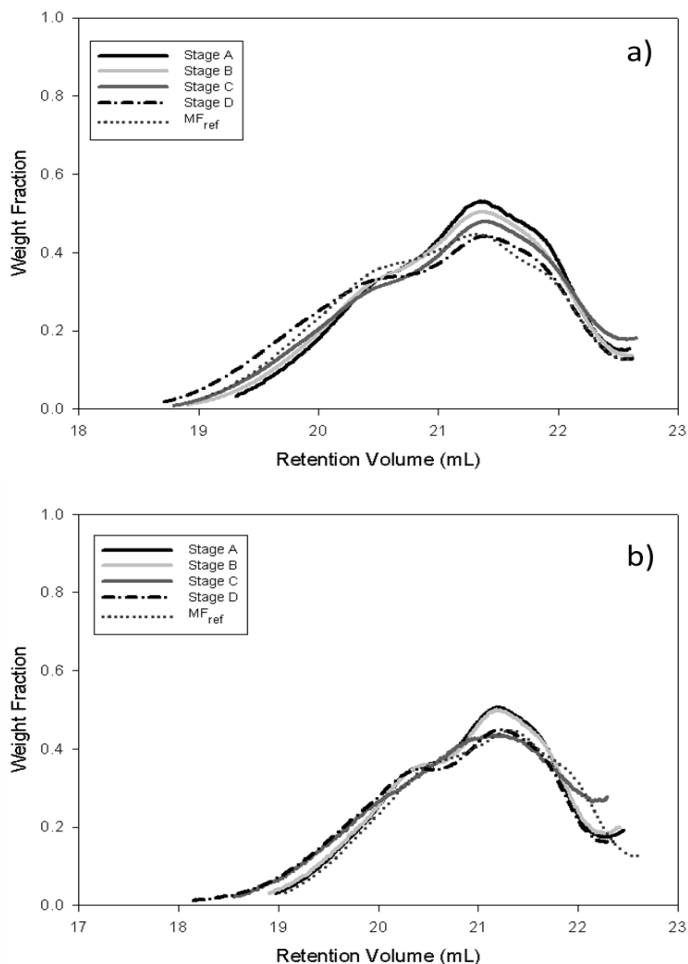 1.0
a)
Stage A
Stage B
Stage C
Stage D
MFref
0.8
0.6
0.4
0.2
0.0
Weight Fraction
18 19 20 21 22 23
Retention Volume (mL)
1.0
b)
Stage A
Stage B
Stage C
Stage D
MFref
0.8
0.6
0.4
0.2
0.0
Weight Fraction
17 18 19 20 21 22 23
Retention Volume (mL)